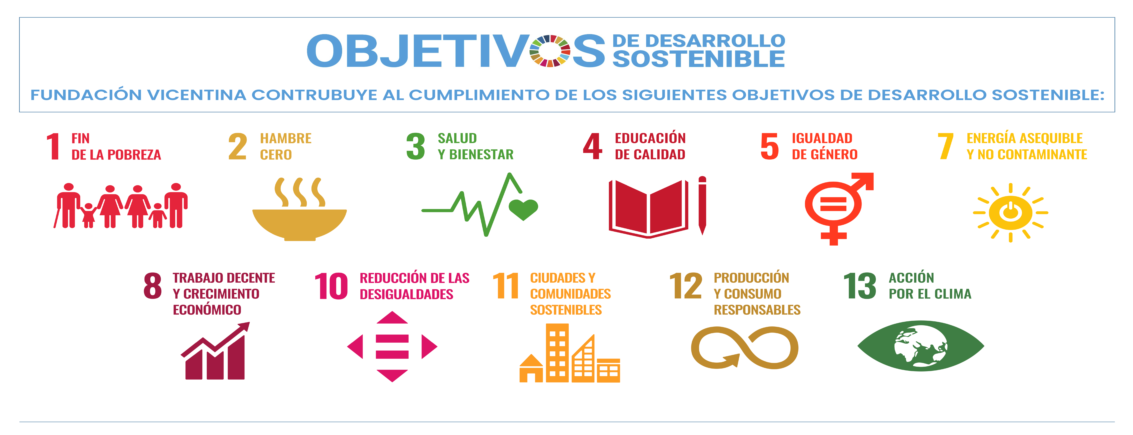 OBJETIVOS DE DESARROLLO
SOSTENIBLE
FUNDACIÓN VICENTINA CONTRUBUYE AL CUMPLIMIENTO DE LOS SIGUIENTES OBJETIVOS DE DESARROLLO SOSTENIBLE:
1 FIN
DE LA POBREZA
2 HAMBRE
CERO
3 SALUD
Y BIENESTAR
4 EDUCACIÓN
DE CALIDAD
5 IGUALDAD
DE GÉNERO
7 ENERGÍA ASEQUIBLE
Y NO CONTAMINANTE
8 TRABAJO DECENTE
Y CRECIMIENTO
ECONÓMICO
10 REDUCCIÓN DE LAS
DESIGUALDADES
11 CIUDADES Y
COMUNIDADES
SOSTENIBLES
12 PRODUCCIÓN
Y CONSUMO
RESPONSABLES
13 ACCIÓN
POR EL CLIMA